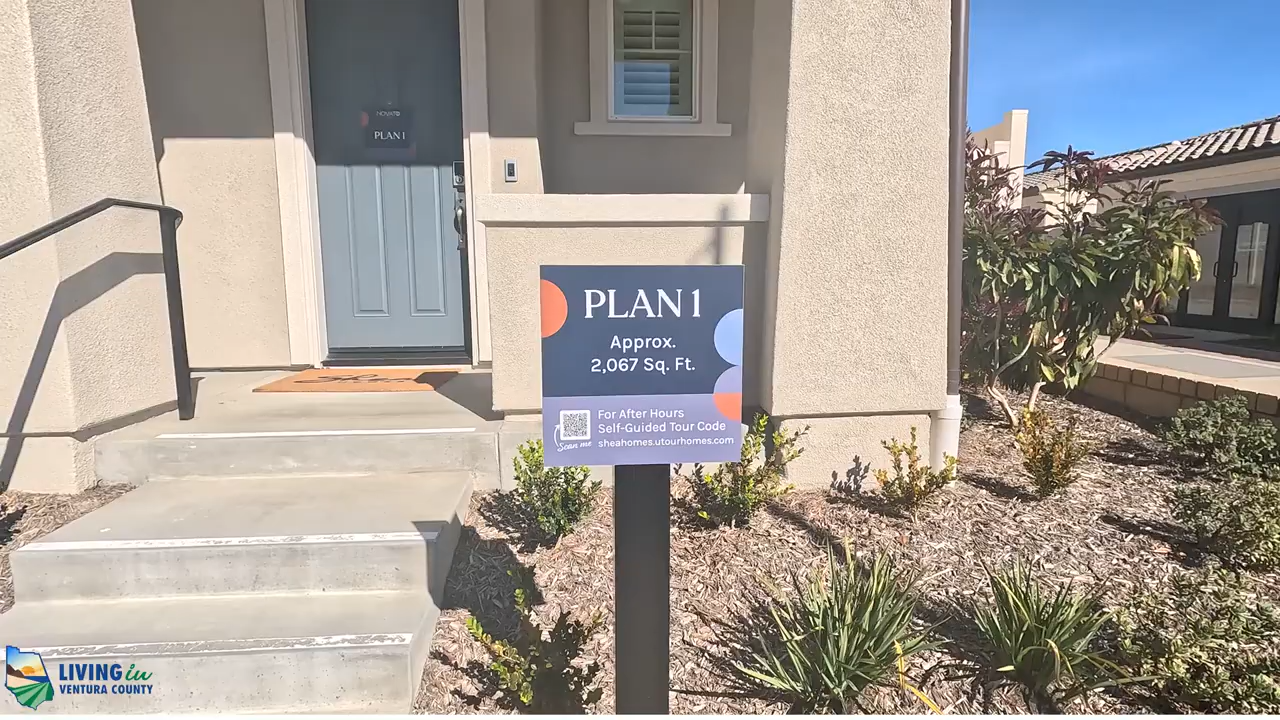 NOVATO
PLAN 1
PLAN 1
Approx.
2,067 Sq. Ft.
For After Hours
Self-Guided Tour Code
sheahomes.utourhomes.com
Scan me
LIVING in
VENTURA COUNTY